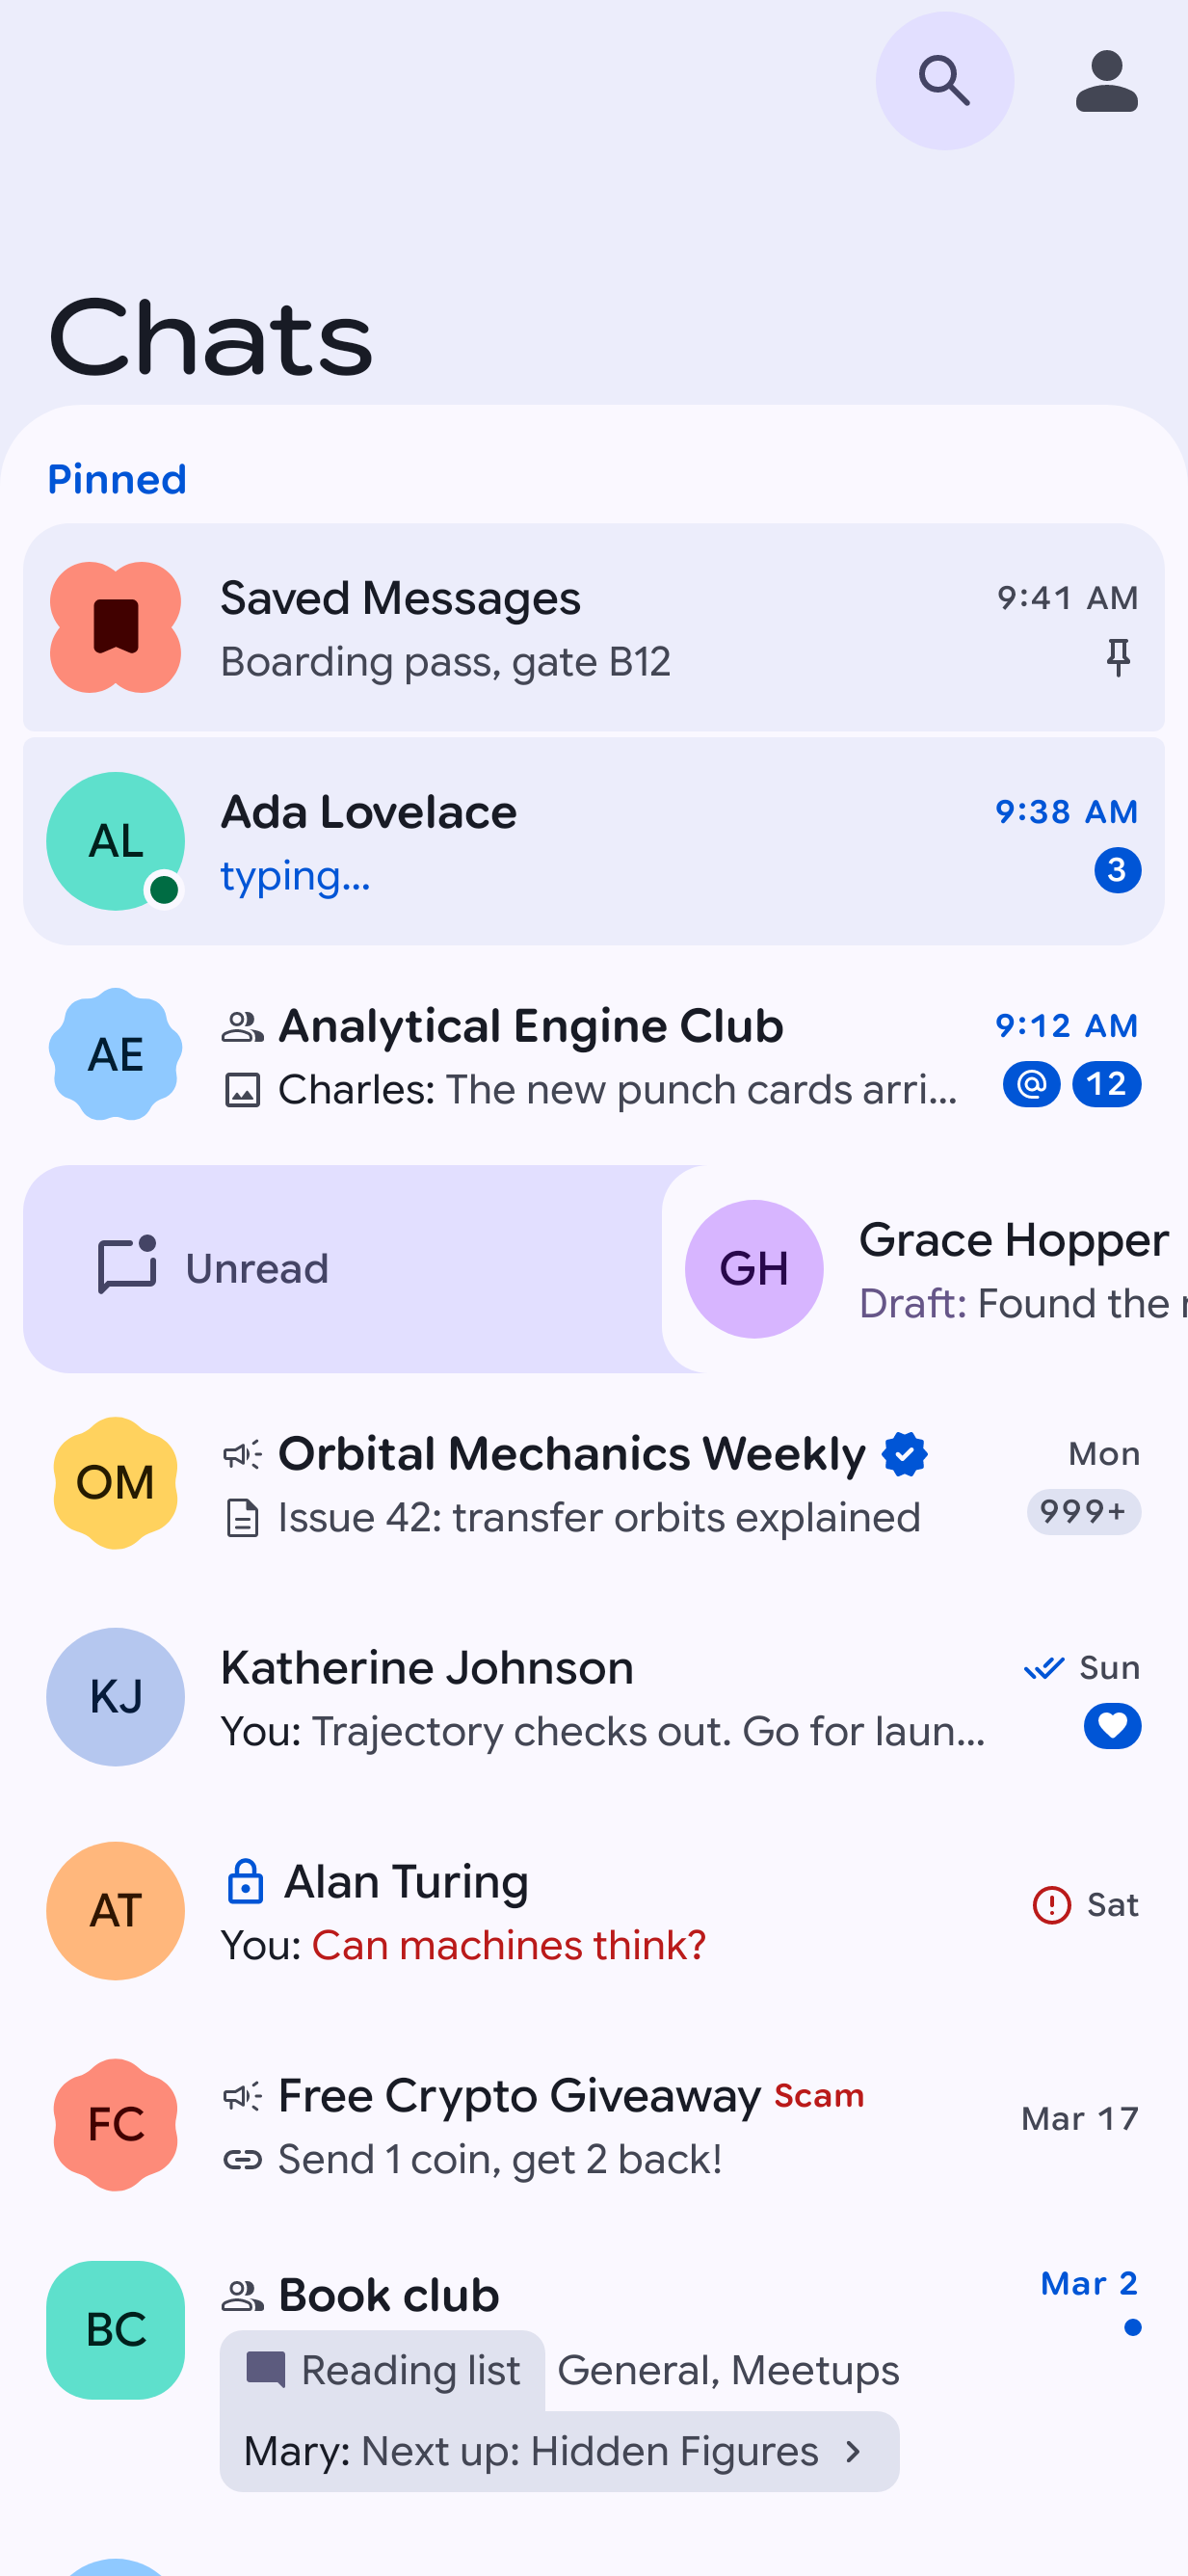 Chats
Pinned
Saved Messages 9:41 AM
Boarding pass, gate B12
AL Ada Lovelace 9:38 AM
typing... 3
AE Analytical Engine Club 9:12 AM
Charles: The new punch cards arri... @ 12
Unread GH Grace Hopper
Draft: Found the
OM Orbital Mechanics Weekly Mon
Issue 42: transfer orbits explained 999+
KJ Katherine Johnson Sun
You: Trajectory checks out. Go for laun...
AT Alan Turing Sat
You: Can machines think?
FC Free Crypto Giveaway Scam Mar 17
Send 1 coin, get 2 back!
BC Book club Mar 2
Reading list General, Meetups
Mary: Next up: Hidden Figures